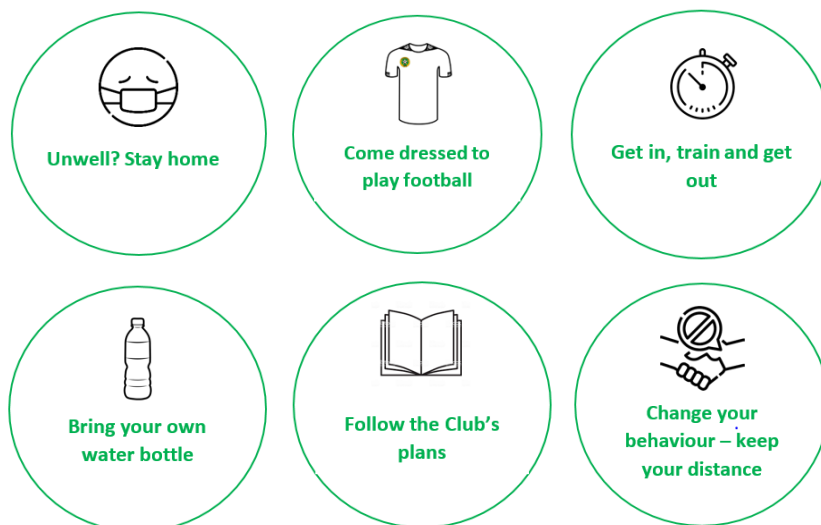 Unwell? Stay home
Come dressed to
play football
Get in, train and get
out
Bring your own
water bottle
Follow the Club's
plans
Change your
behaviour – keep
your distance